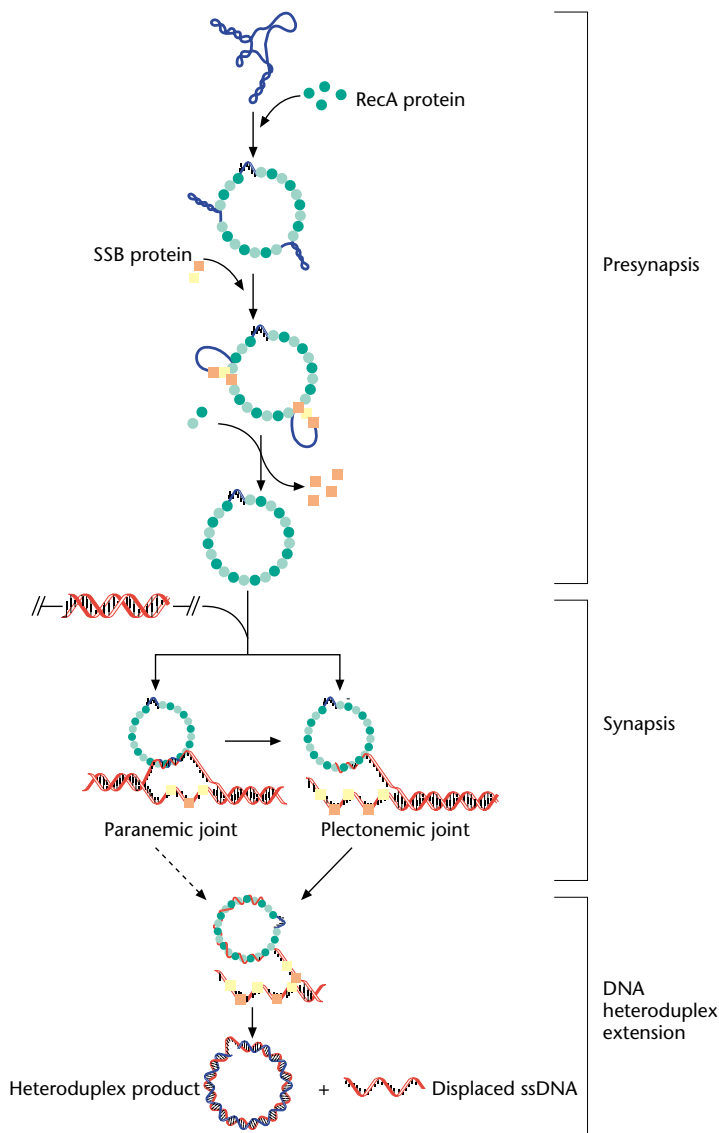 RecA protein
SSB protein
Presynapsis
Synapsis
Paranemic joint
Plectonemic joint
DNA
heteroduplex
extension
Heteroduplex product
+
Displaced ssDNA